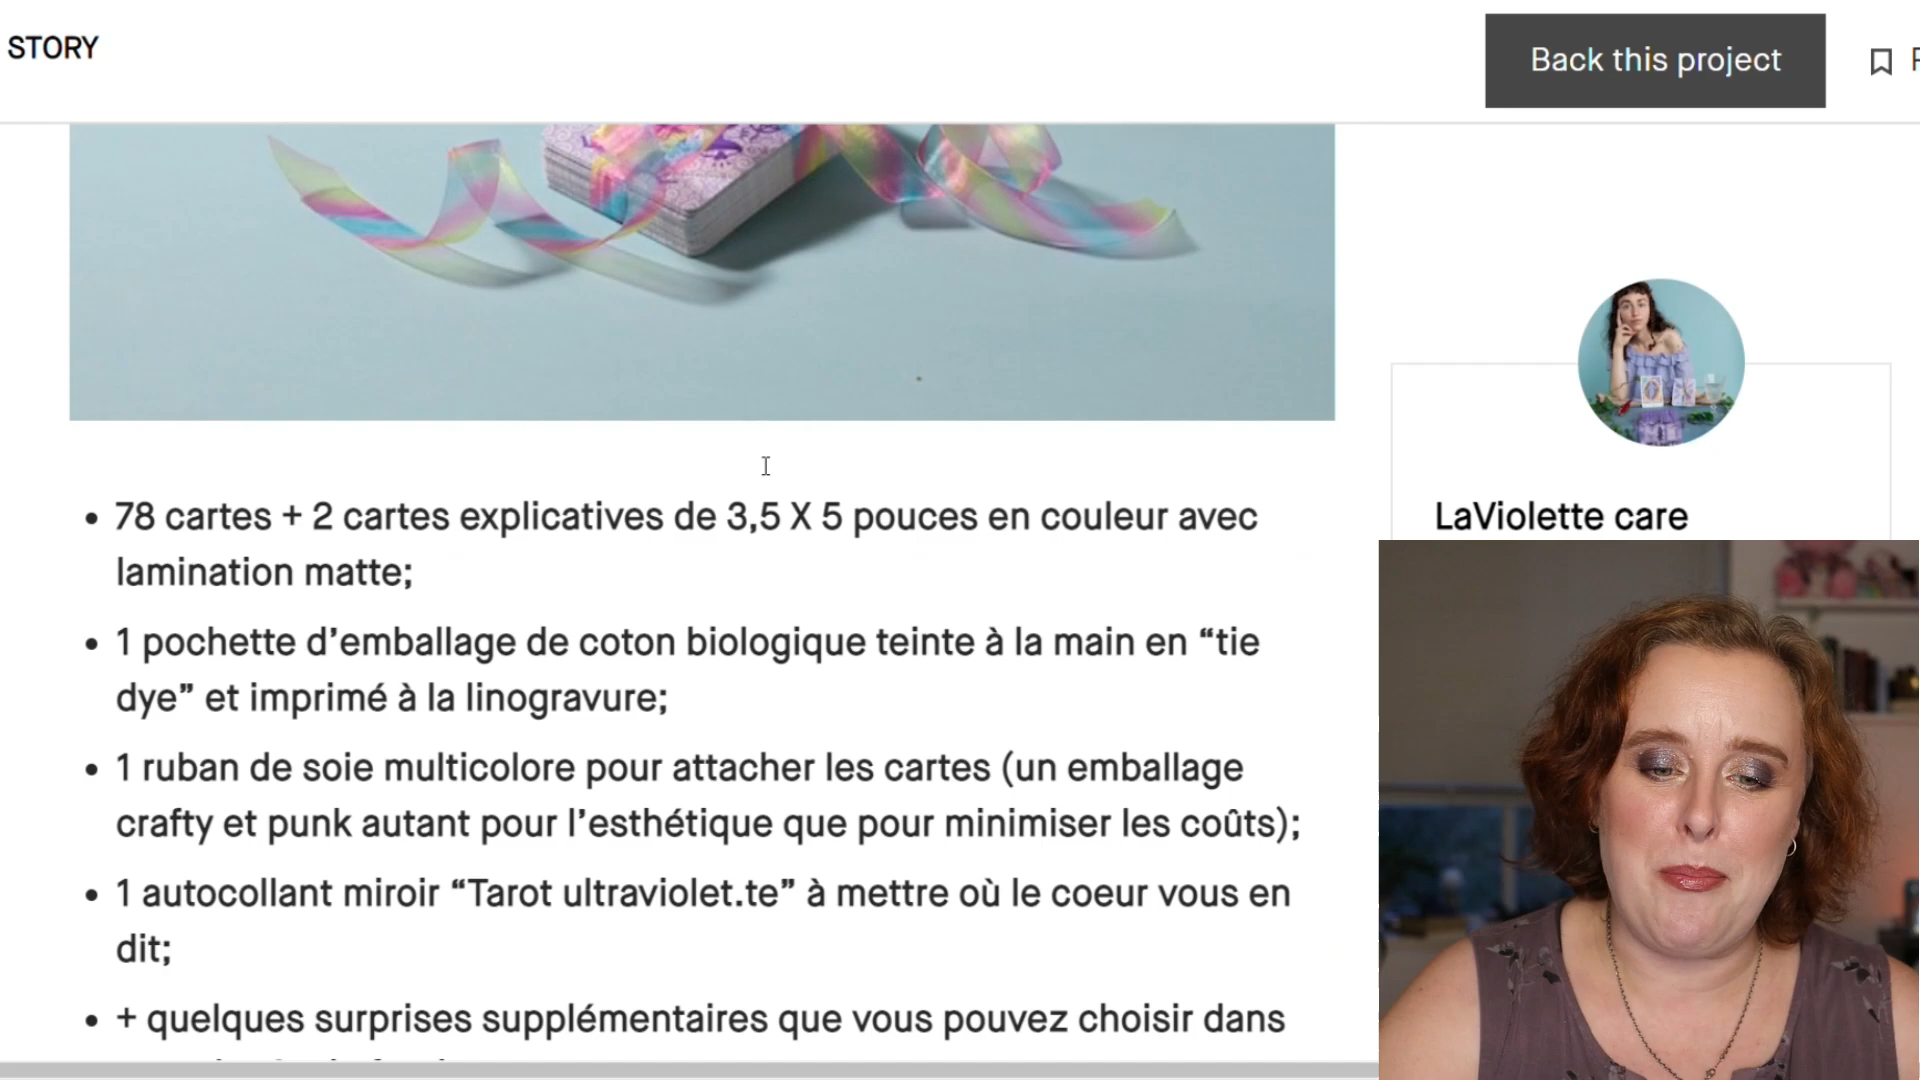 STORY
Back this project
78 cartes + 2 cartes explicatives de 3,5 X 5 pouces en couleur avec
lamination matte;
1 pochette d’emballage de coton biologique teinte à la main en “tie
dye” et imprimé à la linogravure;
1 ruban de soie multicolore pour attacher les cartes (un emballage
crafty et punk autant pour l’esthétique que pour minimiser les coûts);
1 autocollant miroir “Tarot ultraviolet.te” à mettre où le coeur vous en
dit;
+ quelques surprises supplémentaires que vous pouvez choisir dans
LaViolette care